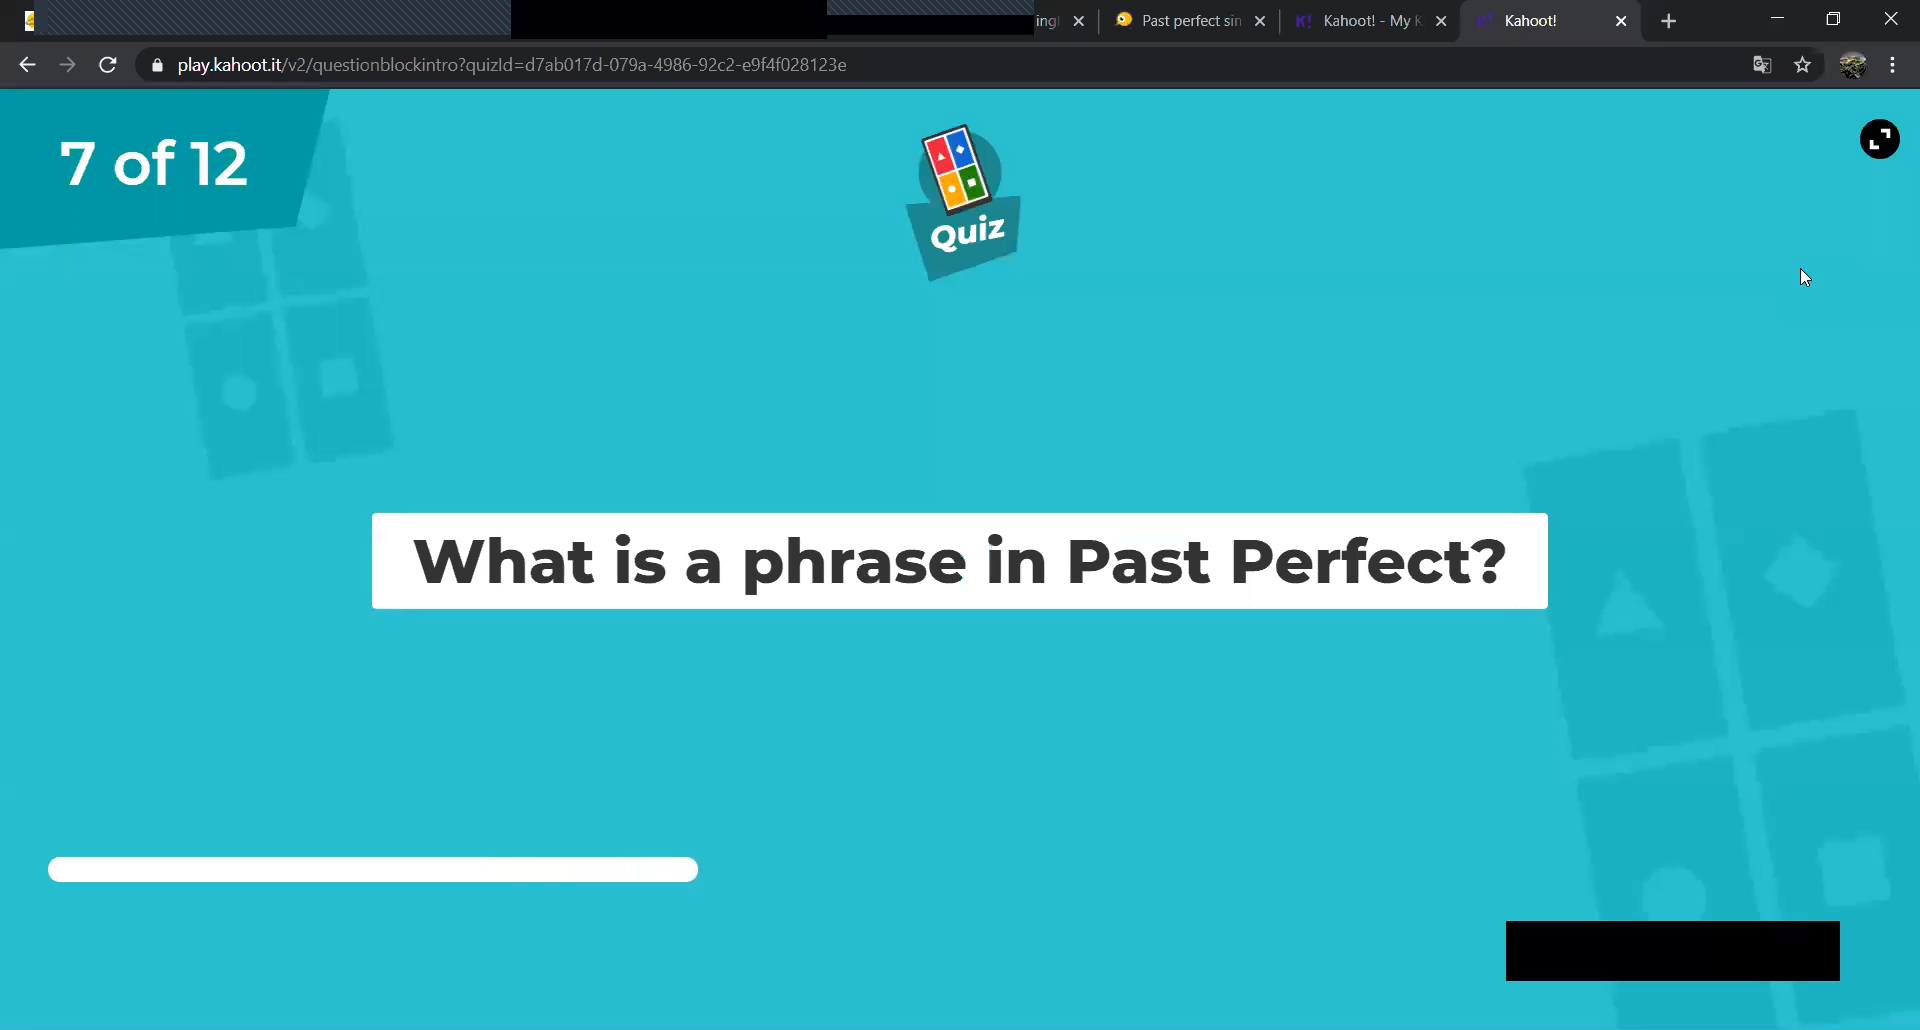 ing
Past perfect sin
Kahoot! - My K
Kahoot!
play.kahoot.it/v2/questionblockintro?quizId=d7ab017d-079a-4986-92c2-e9f4f028123e
7 of 12
Quiz
What is a phrase in Past Perfect?